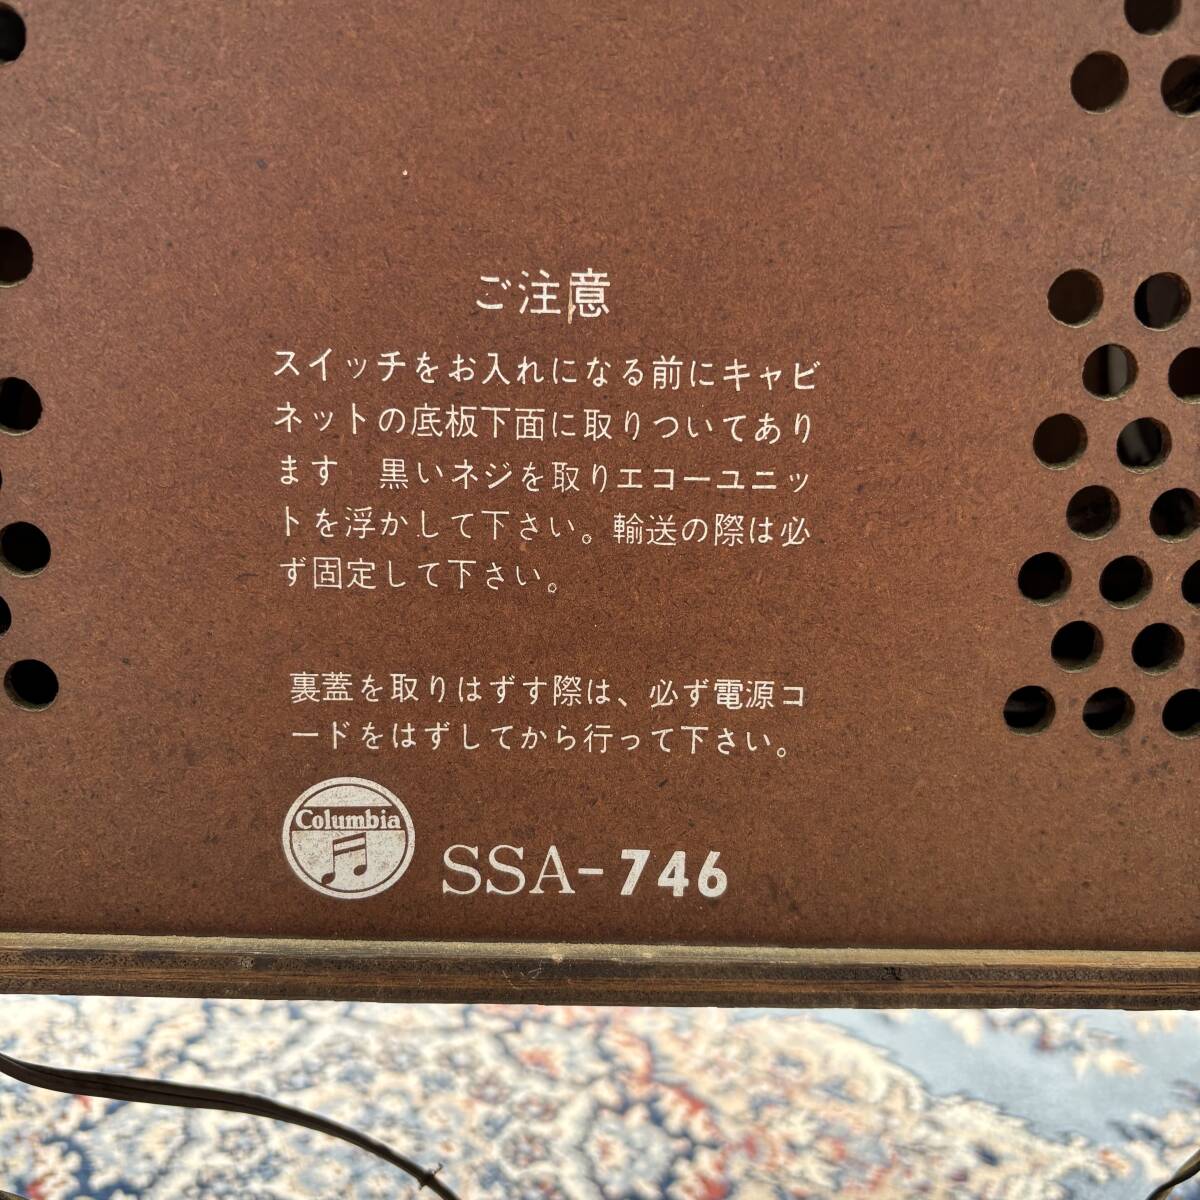 ご注意
スイッチをお入れになる前にキャビ
ネットの底板下面に取りついてあり
ます　黒いネジを取りエコーユニッ
トを浮かして下さい。輸送の際は必
ず固定して下さい。
裏蓋を取りはずす際は、必ず電源コ
ードをはずしてから行って下さい。
Columbia
SSA-746